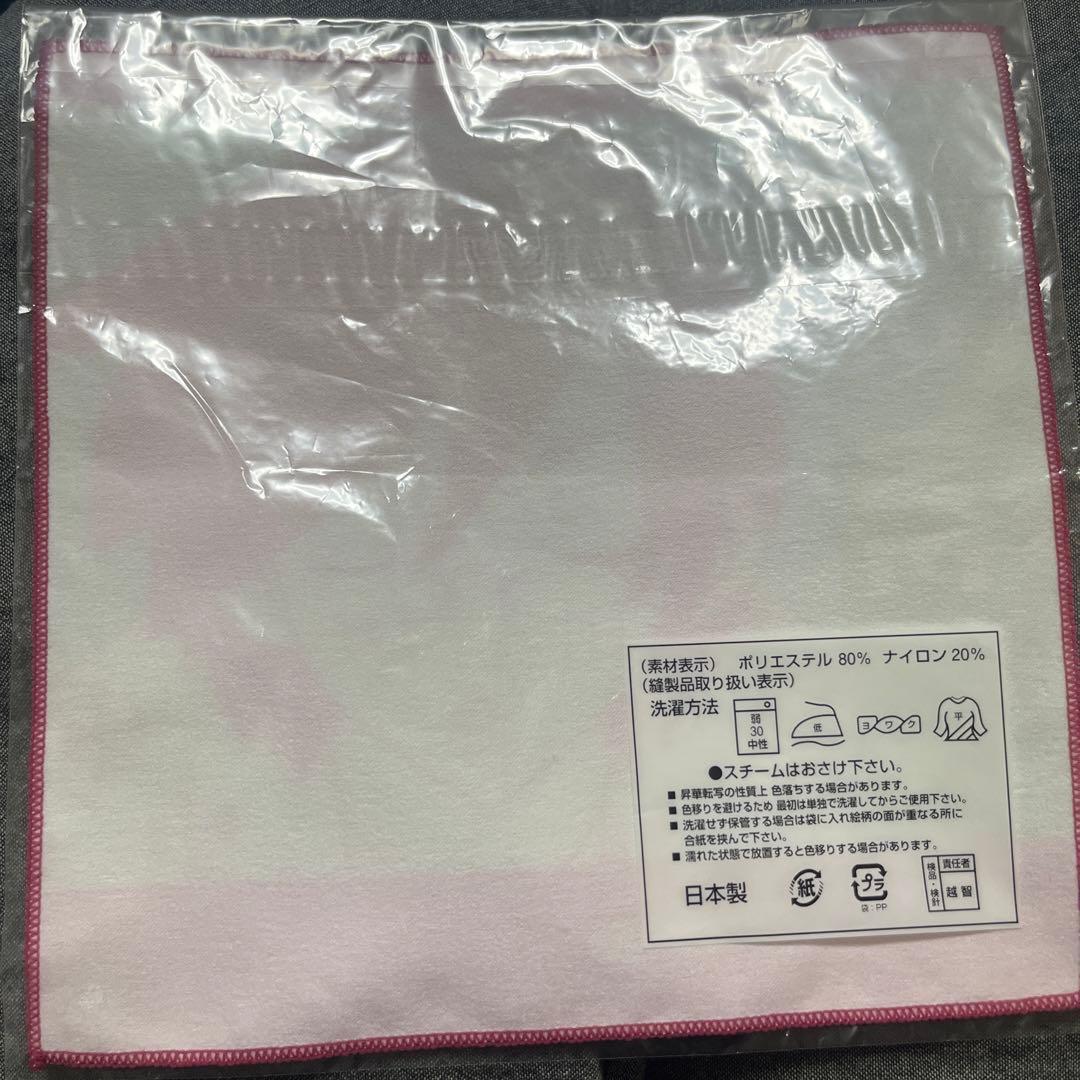 (素材表示) ポリエステル 80% ナイロン 20%
(縫製品取り扱い表示)
洗濯方法
弱
30
中性
低
ヨワク
平
●スチームはおさけ下さい。
■ 昇華転写の性質上 色落ちする場合があります。
■ 色移りを避けるため 最初は単独で洗濯してからご使用下さい。
■ 洗濯せず保管する場合は袋に入れ絵柄の面が重なる所に
合紙を挟んで下さい。
■ 濡れた状態で放置すると色移りする場合があります。
日本製
紙
プラ
袋:PP
検品・検針
責任者
越智